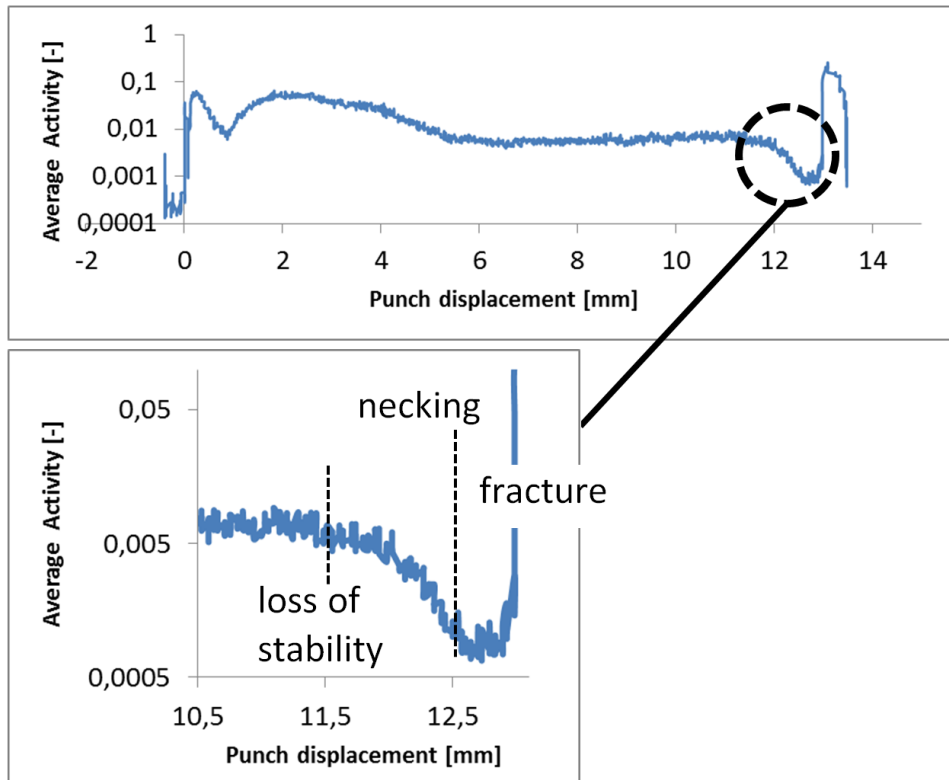 1
0,1
0,01
0,001
0,0001
Average Activity [-]
-2 0 2 4 6 8 10 12 14
Punch displacement [mm]
0,05
0,005
0,0005
Average Activity [-]
necking
fracture
loss of
stability
10,5 11,5 12,5
Punch displacement [mm]